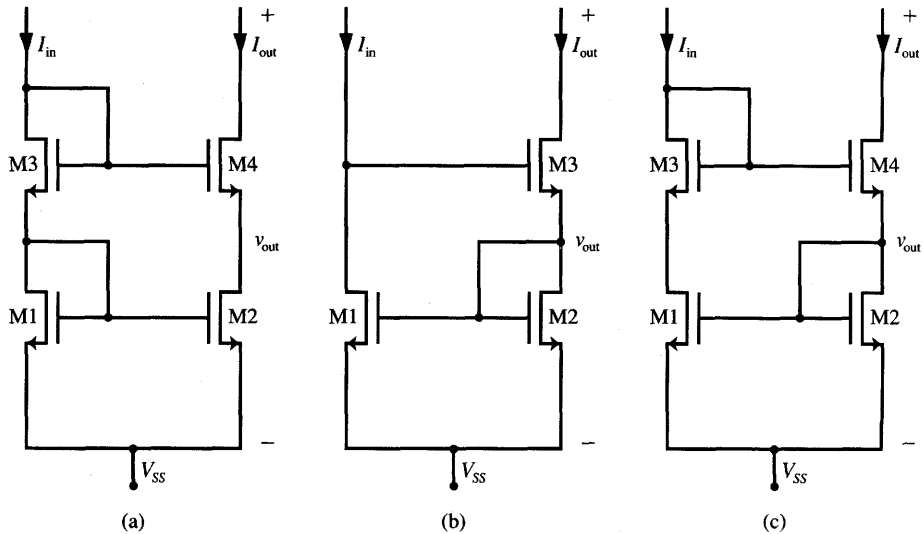 + + +
I_in I_out I_in I_out I_in I_out
M3 M4 M3 M3 M4
v_out v_out v_out
M1 M2 M1 M2 M1 M2
− − −
V_SS V_SS V_SS
(a) (b) (c)